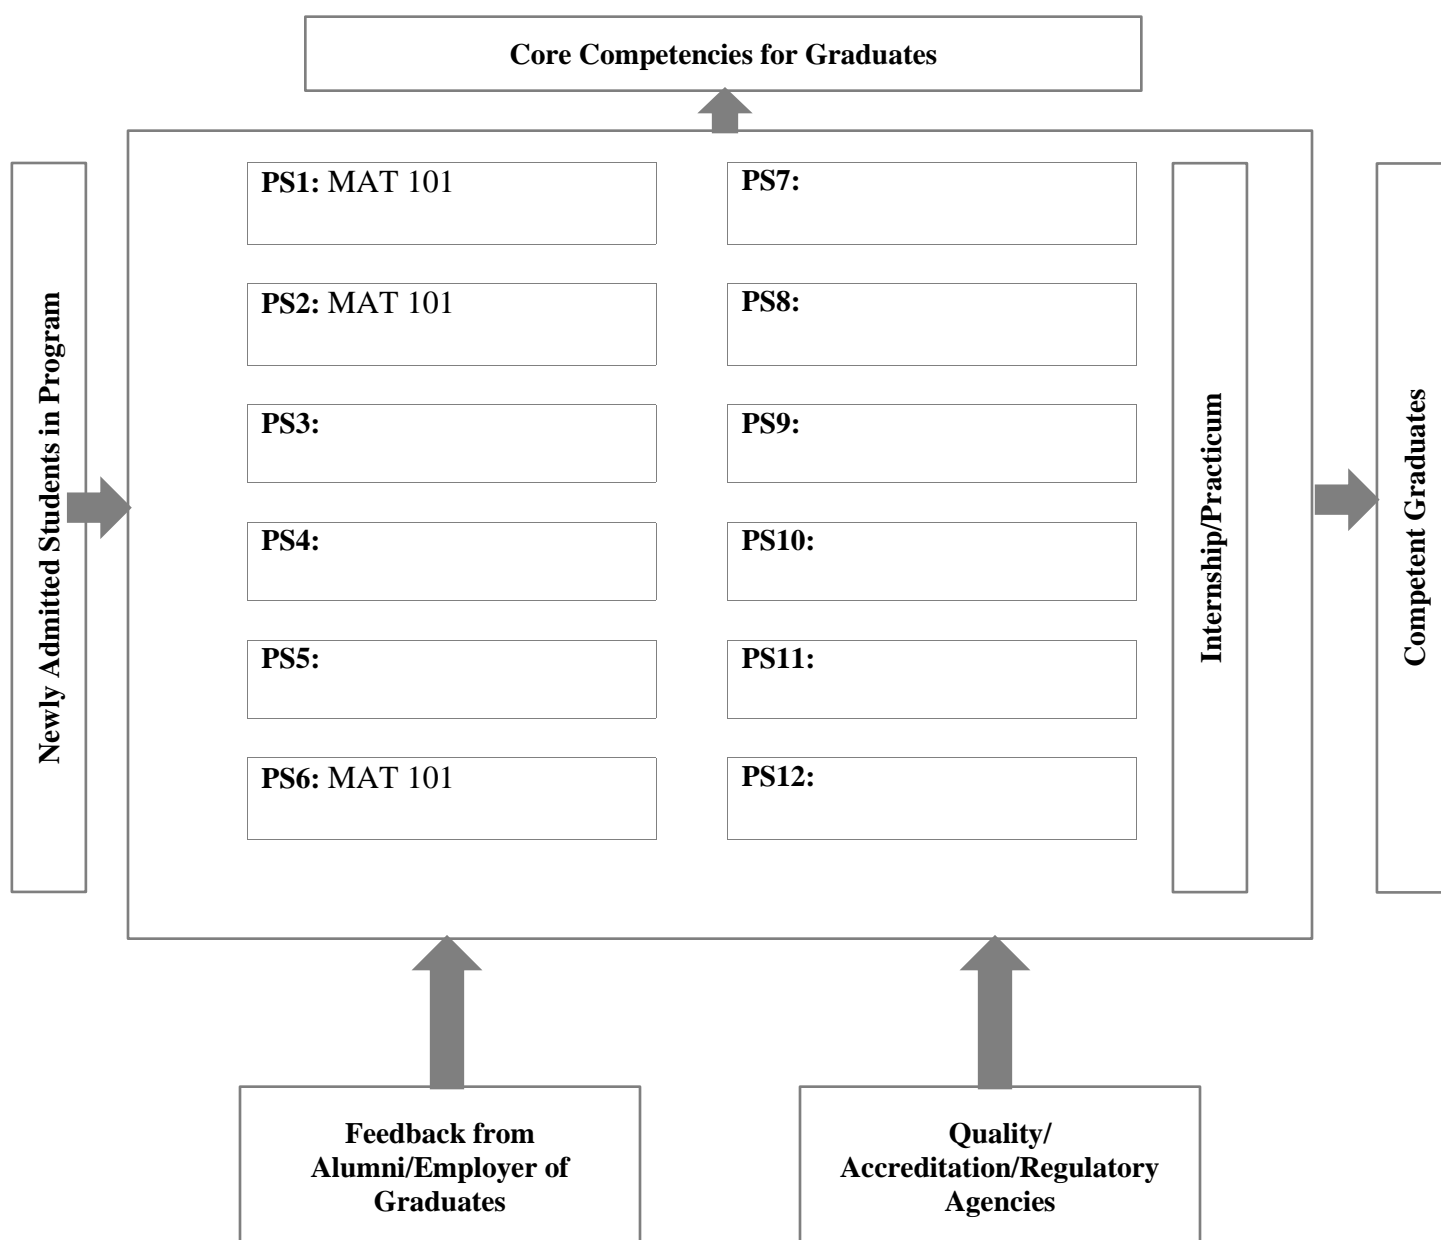 Core Competencies for Graduates
Newly Admitted Students in Program
PS1: MAT 101
PS2: MAT 101
PS3:
PS4:
PS5:
PS6: MAT 101
PS7:
PS8:
PS9:
PS10:
PS11:
PS12:
Internship/Practicum
Competent Graduates
Feedback from
Alumni/Employer of
Graduates
Quality/
Accreditation/Regulatory
Agencies